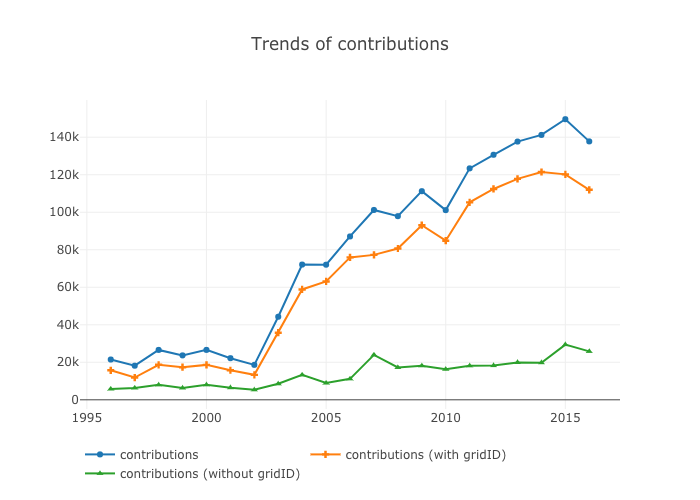 Trends of contributions
140k
120k
100k
80k
60k
40k
20k
0
1995 2000 2005 2010 2015
contributions contributions (with gridID)
contributions (without gridID)